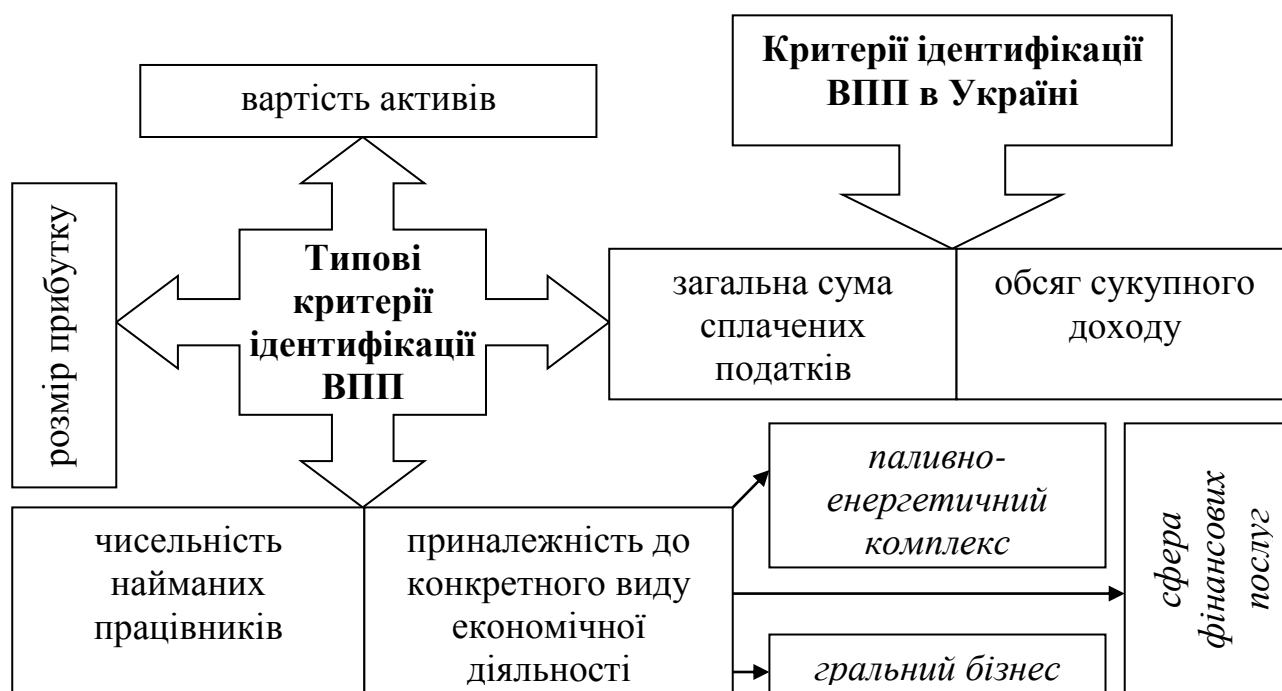 Критерії ідентифікації
ВПП в Україні
вартість активів
розмір прибутку
Типові
критерії
ідентифікації
ВПП
загальна сума
сплачених
податків
обсяг сукупного
доходу
чисельність
найманих
працівників
приналежність до
конкретного виду
економічної
діяльності
паливно-
енергетичний
комплекс
гральний бізнес
сфера
фінансових
послуг